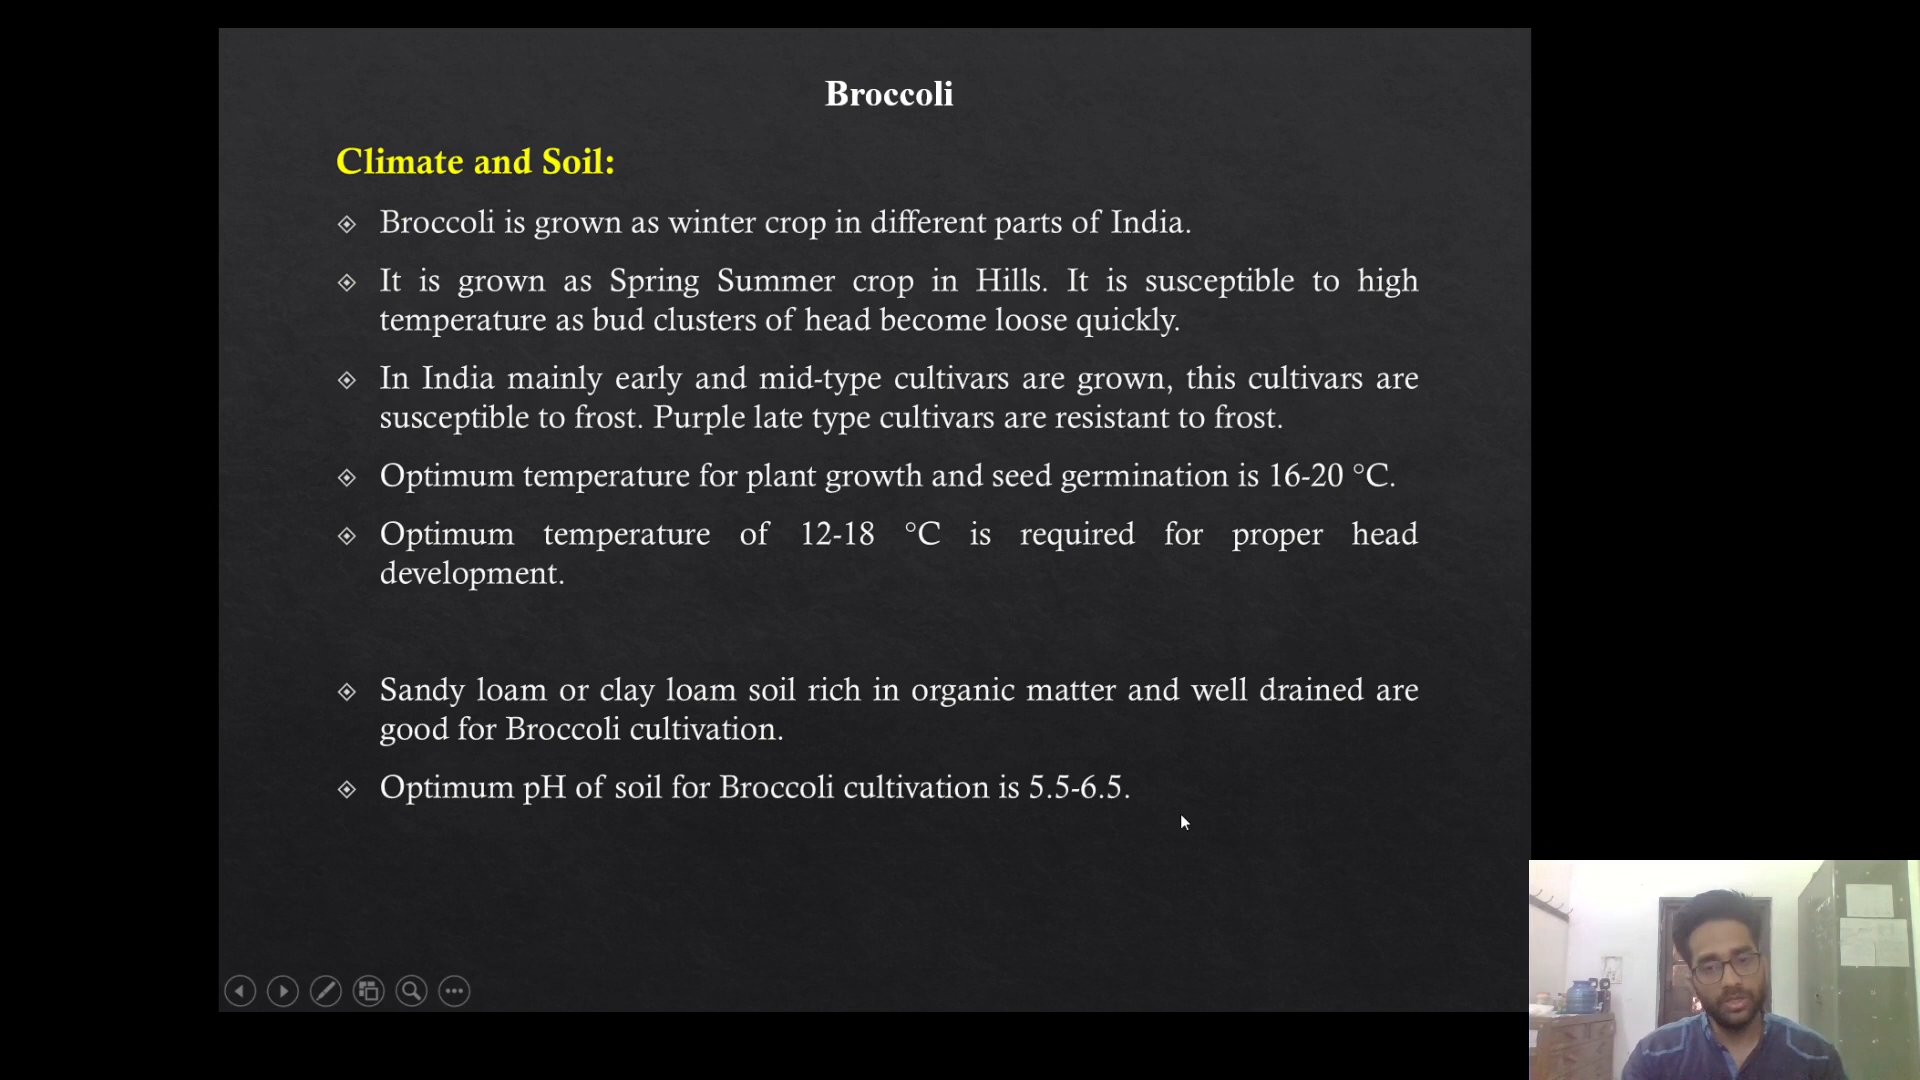 Broccoli
Climate and Soil:
Broccoli is grown as winter crop in different parts of India.
It is grown as Spring Summer crop in Hills. It is susceptible to high
temperature as bud clusters of head become loose quickly.
In India mainly early and mid-type cultivars are grown, this cultivars are
susceptible to frost. Purple late type cultivars are resistant to frost.
Optimum temperature for plant growth and seed germination is 16-20 °C.
Optimum temperature of 12-18 °C is required for proper head
development.
Sandy loam or clay loam soil rich in organic matter and well drained are
good for Broccoli cultivation.
Optimum pH of soil for Broccoli cultivation is 5.5-6.5.